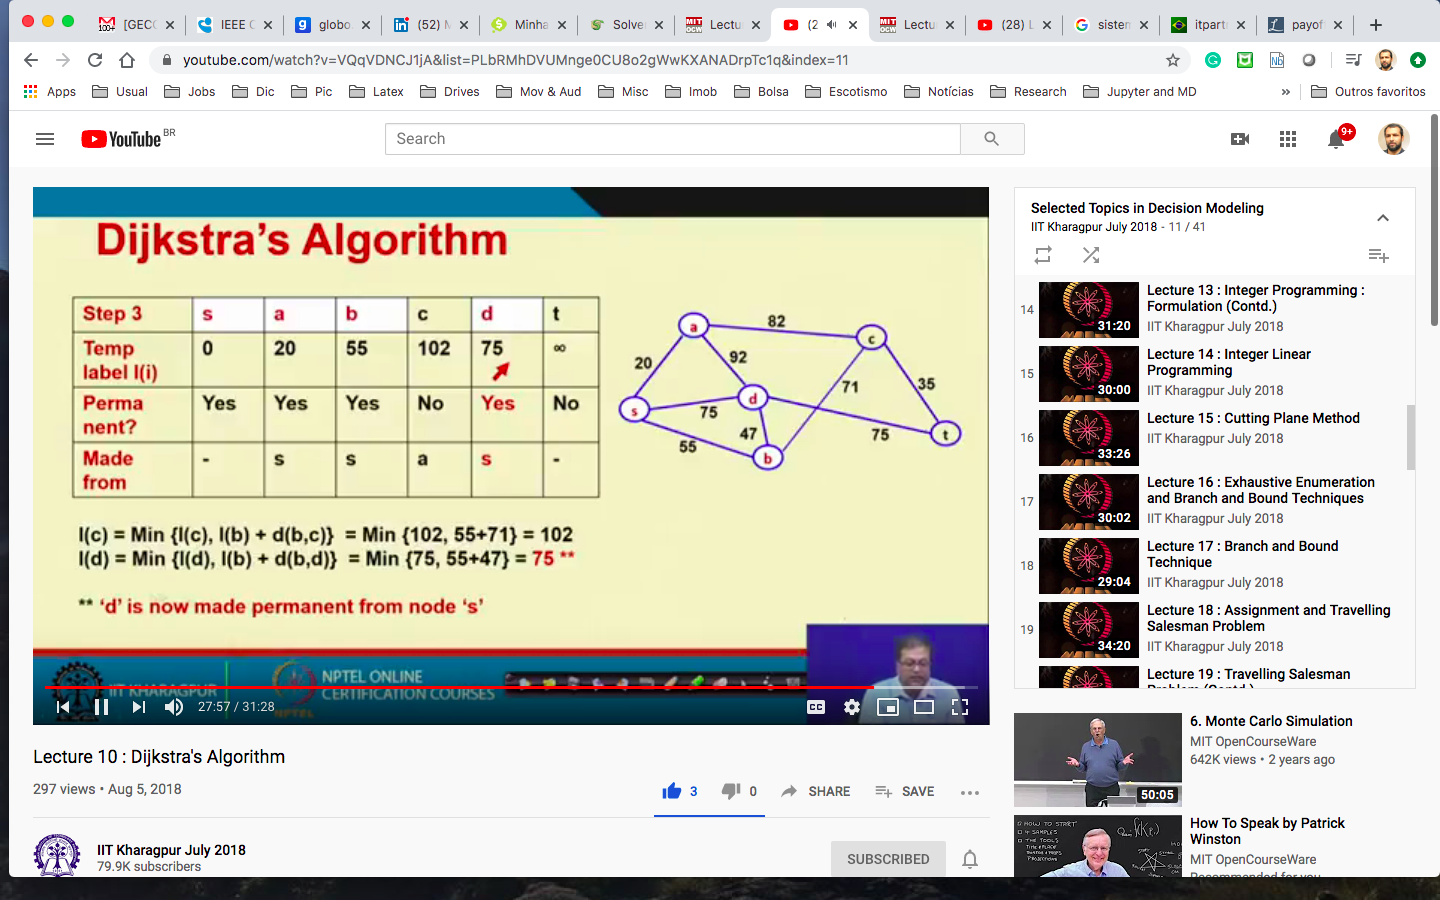 [GECC
IEEE C
globo.
(52) M
Minha
Solve
Lectu
(2
Lectu
(28) L
sistem
itpart
payof
youtube.com/watch?v=VQqVDNCJ1jA&list=PLbRMhDVUMnge0CU8o2gWwKXANADrpTc1q&index=11
Apps Usual Jobs Dic Pic Latex Drives Mov & Aud Misc Imob Bolsa Escotismo Notícias Research Jupyter and MD » Outros favoritos
YouTube BR
Search
9+
Dijkstra's Algorithm
Step 3 s a b c d t
Temp label l(i) 0 20 55 102 75 ∞
Perma nent? Yes Yes Yes No Yes No
Made from - s s a s -
l(c) = Min {l(c), l(b) + d(b,c)} = Min {102, 55+71} = 102
l(d) = Min {l(d), l(b) + d(b,d)} = Min {75, 55+47} = 75 **
** 'd' is now made permanent from node 's'
a
82
c
20
92
71
35
s
75
d
55
47
75
t
b
IIT KHARAGPUR
NPTEL
NPTEL ONLINE
CERTIFICATION COURSES
27:57 / 31:28
CC
Lecture 10 : Dijkstra's Algorithm
297 views • Aug 5, 2018
3 0 SHARE SAVE
IIT Kharagpur July 2018
79.9K subscribers
SUBSCRIBED
Selected Topics in Decision Modeling
IIT Kharagpur July 2018 - 11 / 41
14
31:20
Lecture 13 : Integer Programming :
Formulation (Contd.)
IIT Kharagpur July 2018
15
30:00
Lecture 14 : Integer Linear
Programming
IIT Kharagpur July 2018
16
33:26
Lecture 15 : Cutting Plane Method
IIT Kharagpur July 2018
17
30:02
Lecture 16 : Exhaustive Enumeration
and Branch and Bound Techniques
IIT Kharagpur July 2018
18
29:04
Lecture 17 : Branch and Bound
Technique
IIT Kharagpur July 2018
19
34:20
Lecture 18 : Assignment and Travelling
Salesman Problem
IIT Kharagpur July 2018
Lecture 19 : Travelling Salesman
Problem (Contd.)
50:05
6. Monte Carlo Simulation
MIT OpenCourseWare
642K views • 2 years ago
How To Speak by Patrick
Winston
MIT OpenCourseWare
Recommended for you